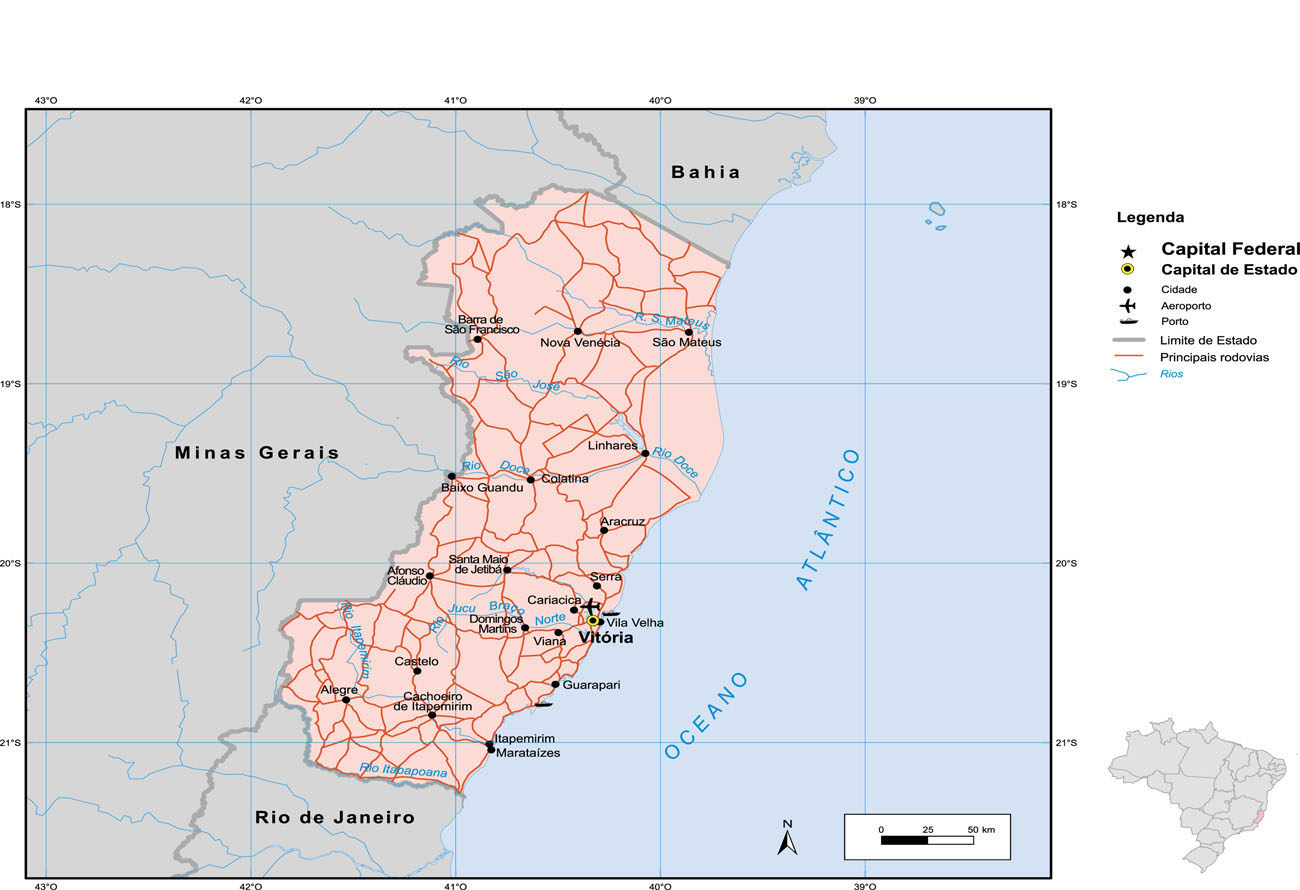 43°O 42°O 41°O 40°O 39°O
Bahia
18°S 18°S
Legenda
Capital Federal
Capital de Estado
Cidade
Aeroporto
Porto
Limite de Estado
Principais rodovias
Rios
Barra de
São Francisco
R. S. Mateus
Nova Venécia
São Mateus
Rio São José
19°S 19°S
Minas Gerais
Linhares
Rio Doce
Rio Doce
Colatina
Baixo Guandu
Aracruz
ATLÂNTICO
20°S 20°S
Santa Maio
de Jetibá
Afonso
Cláudio
Serra
Cariacica
Rio Jucu Braço Norte
Rio Itapemirim
Domingos
Martins
Vila Velha
Viana
Vitória
Castelo
Guarapari
Alegre
Cachoeiro
de Itapemirim
OCEANO
21°S 21°S
Itapemirim
Marataízes
Rio Itabapoana
Rio de Janeiro
N
0 25 50 km
43°O 42°O 41°O 40°O 39°O